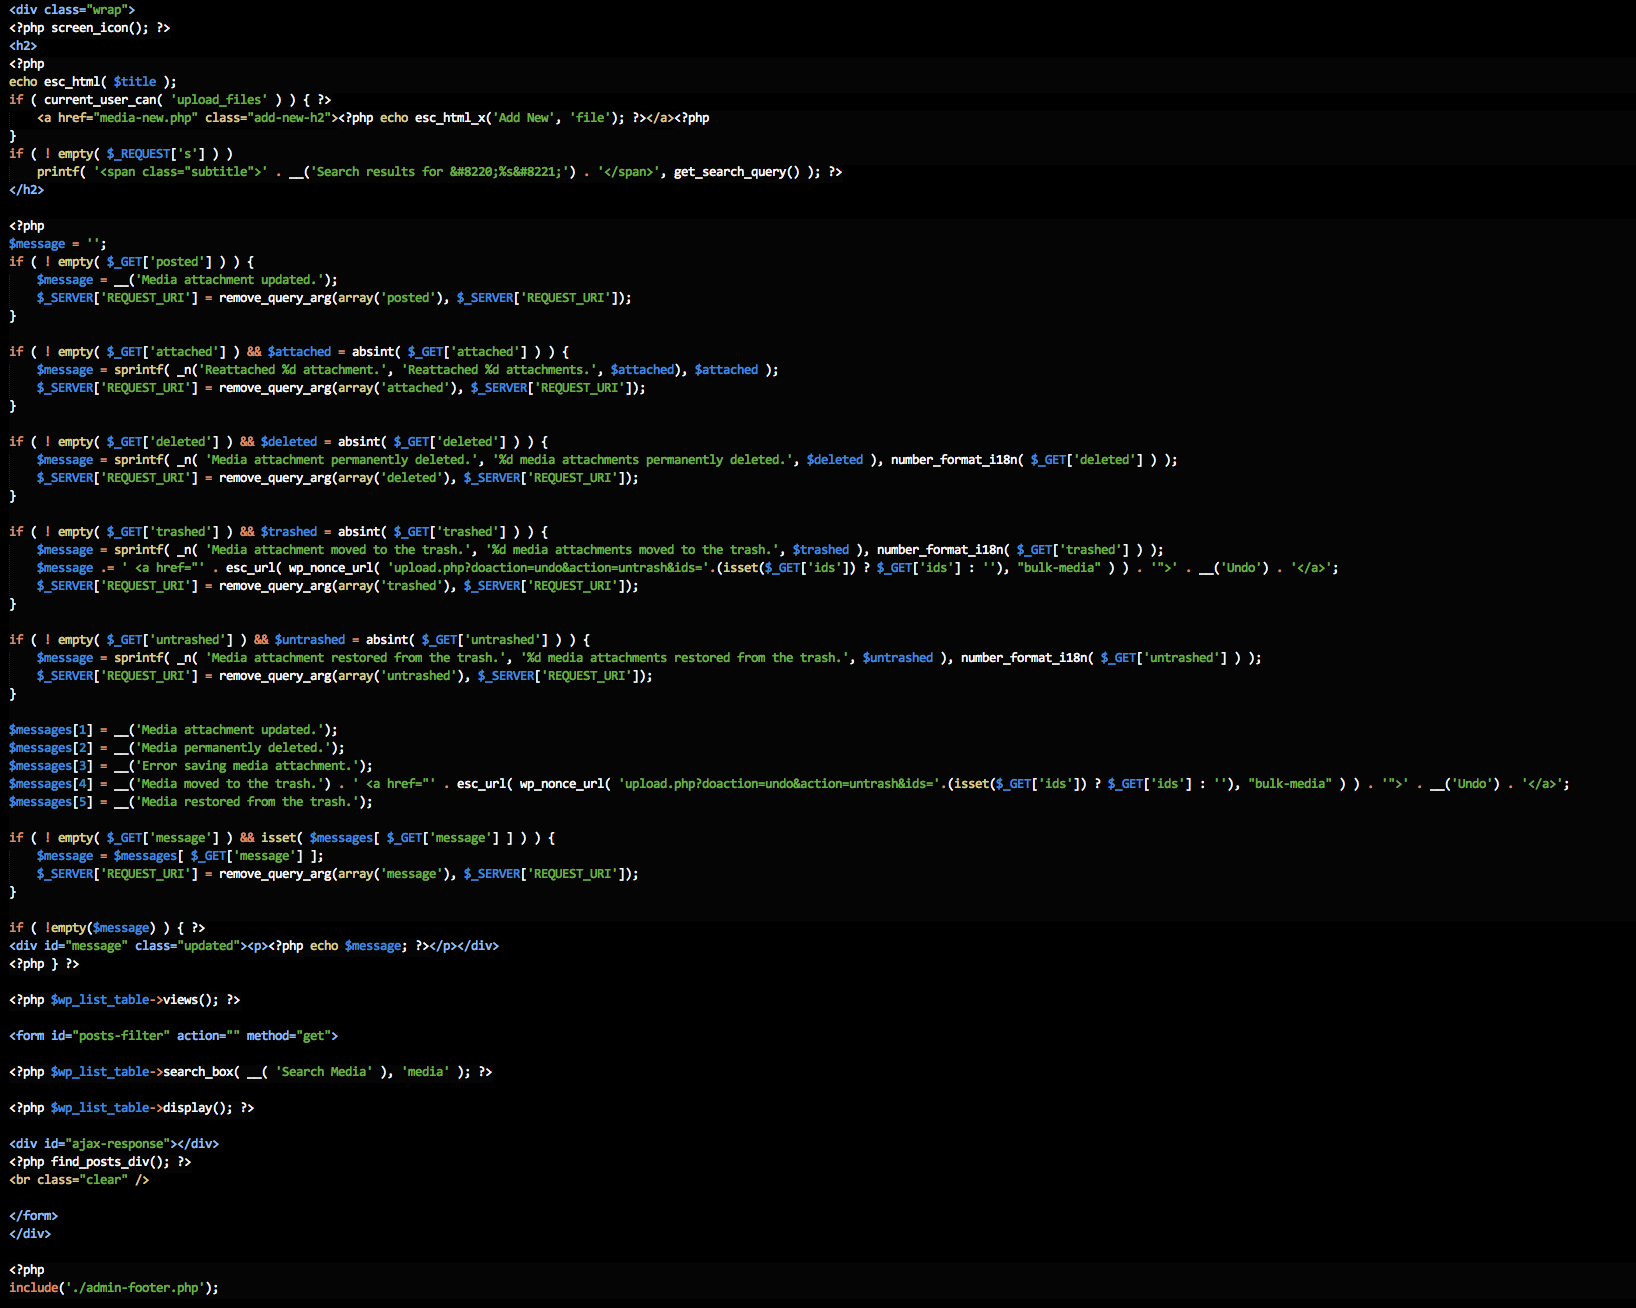 <div class="wrap">
<?php screen_icon(); ?>
<h2>
<?php
echo esc_html( $title );
if ( current_user_can( 'upload_files' ) ) { ?>
    <a href="media-new.php" class="add-new-h2"><?php echo esc_html_x('Add New', 'file'); ?></a><?php
}
if ( ! empty( $_REQUEST['s'] ) )
    printf( '<span class="subtitle">' . __('Search results for &#8220;%s&#8221;') . '</span>', get_search_query() ); ?>
</h2>

<?php
$message = '';
if ( ! empty( $_GET['posted'] ) ) {
    $message = __('Media attachment updated.');
    $_SERVER['REQUEST_URI'] = remove_query_arg(array('posted'), $_SERVER['REQUEST_URI']);
}

if ( ! empty( $_GET['attached'] ) && $attached = absint( $_GET['attached'] ) ) {
    $message = sprintf( _n('Reattached %d attachment.', 'Reattached %d attachments.', $attached), $attached );
    $_SERVER['REQUEST_URI'] = remove_query_arg(array('attached'), $_SERVER['REQUEST_URI']);
}

if ( ! empty( $_GET['deleted'] ) && $deleted = absint( $_GET['deleted'] ) ) {
    $message = sprintf( _n( 'Media attachment permanently deleted.', '%d media attachments permanently deleted.', $deleted ), number_format_i18n( $_GET['deleted'] ) );
    $_SERVER['REQUEST_URI'] = remove_query_arg(array('deleted'), $_SERVER['REQUEST_URI']);
}

if ( ! empty( $_GET['trashed'] ) && $trashed = absint( $_GET['trashed'] ) ) {
    $message = sprintf( _n( 'Media attachment moved to the trash.', '%d media attachments moved to the trash.', $trashed ), number_format_i18n( $_GET['trashed'] ) );
    $message .= ' <a href="' . esc_url( wp_nonce_url( 'upload.php?doaction=undo&action=untrash&ids='.(isset($_GET['ids']) ? $_GET['ids'] : ''), "bulk-media" ) ) . '">' . __('Undo') . '</a>';
    $_SERVER['REQUEST_URI'] = remove_query_arg(array('trashed'), $_SERVER['REQUEST_URI']);
}

if ( ! empty( $_GET['untrashed'] ) && $untrashed = absint( $_GET['untrashed'] ) ) {
    $message = sprintf( _n( 'Media attachment restored from the trash.', '%d media attachments restored from the trash.', $untrashed ), number_format_i18n( $_GET['untrashed'] ) );
    $_SERVER['REQUEST_URI'] = remove_query_arg(array('untrashed'), $_SERVER['REQUEST_URI']);
}

$messages[1] = __('Media attachment updated.');
$messages[2] = __('Media permanently deleted.');
$messages[3] = __('Error saving media attachment.');
$messages[4] = __('Media moved to the trash.') . ' <a href="' . esc_url( wp_nonce_url( 'upload.php?doaction=undo&action=untrash&ids='.(isset($_GET['ids']) ? $_GET['ids'] : ''), "bulk-media" ) ) . '">' . __('Undo') . '</a>';
$messages[5] = __('Media restored from the trash.');

if ( ! empty( $_GET['message'] ) && isset( $messages[ $_GET['message'] ] ) ) {
    $message = $messages[ $_GET['message'] ];
    $_SERVER['REQUEST_URI'] = remove_query_arg(array('message'), $_SERVER['REQUEST_URI']);
}

if ( !empty($message) ) { ?>
<div id="message" class="updated"><p><?php echo $message; ?></p></div>
<?php } ?>

<?php $wp_list_table->views(); ?>

<form id="posts-filter" action="" method="get">

<?php $wp_list_table->search_box( __( 'Search Media' ), 'media' ); ?>

<?php $wp_list_table->display(); ?>

<div id="ajax-response"></div>
<?php find_posts_div(); ?>
<br class="clear" />

</form>
</div>

<?php
include('./admin-footer.php');